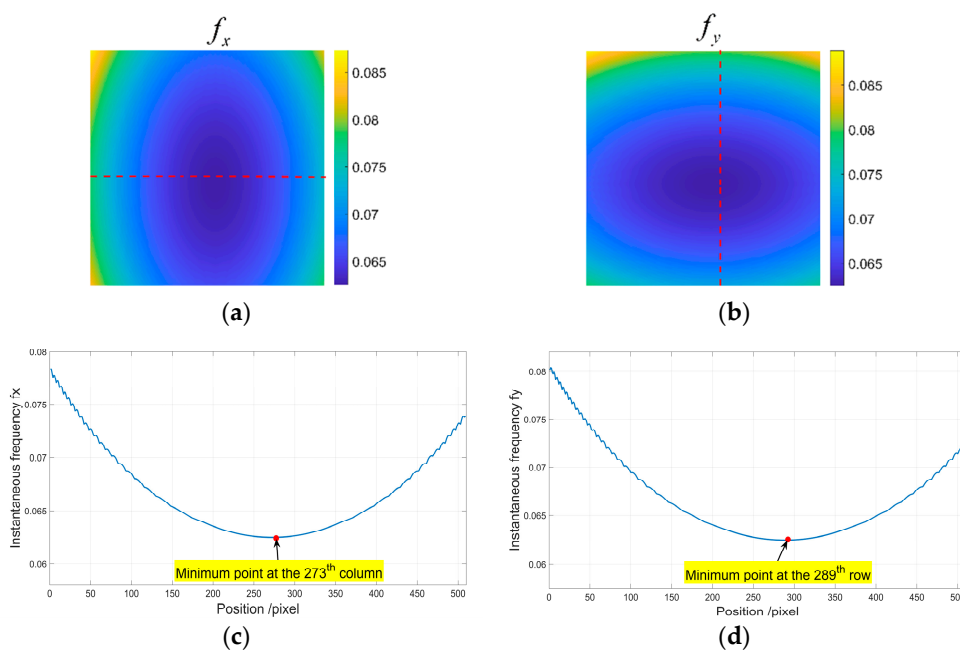 f_x
f_y
0.085
0.08
0.075
0.07
0.065
0.085
0.08
0.075
0.07
0.065
(a)
(b)
0.08
0.075
0.07
0.065
0.06
Instantaneous frequency fx
Minimum point at the 273th column
0 50 100 150 200 250 300 350 400 450 500
Position /pixel
0.08
0.075
0.07
0.065
0.06
Instantaneous frequency fy
Minimum point at the 289th row
0 50 100 150 200 250 300 350 400 450 500
Position /pixel
(c)
(d)